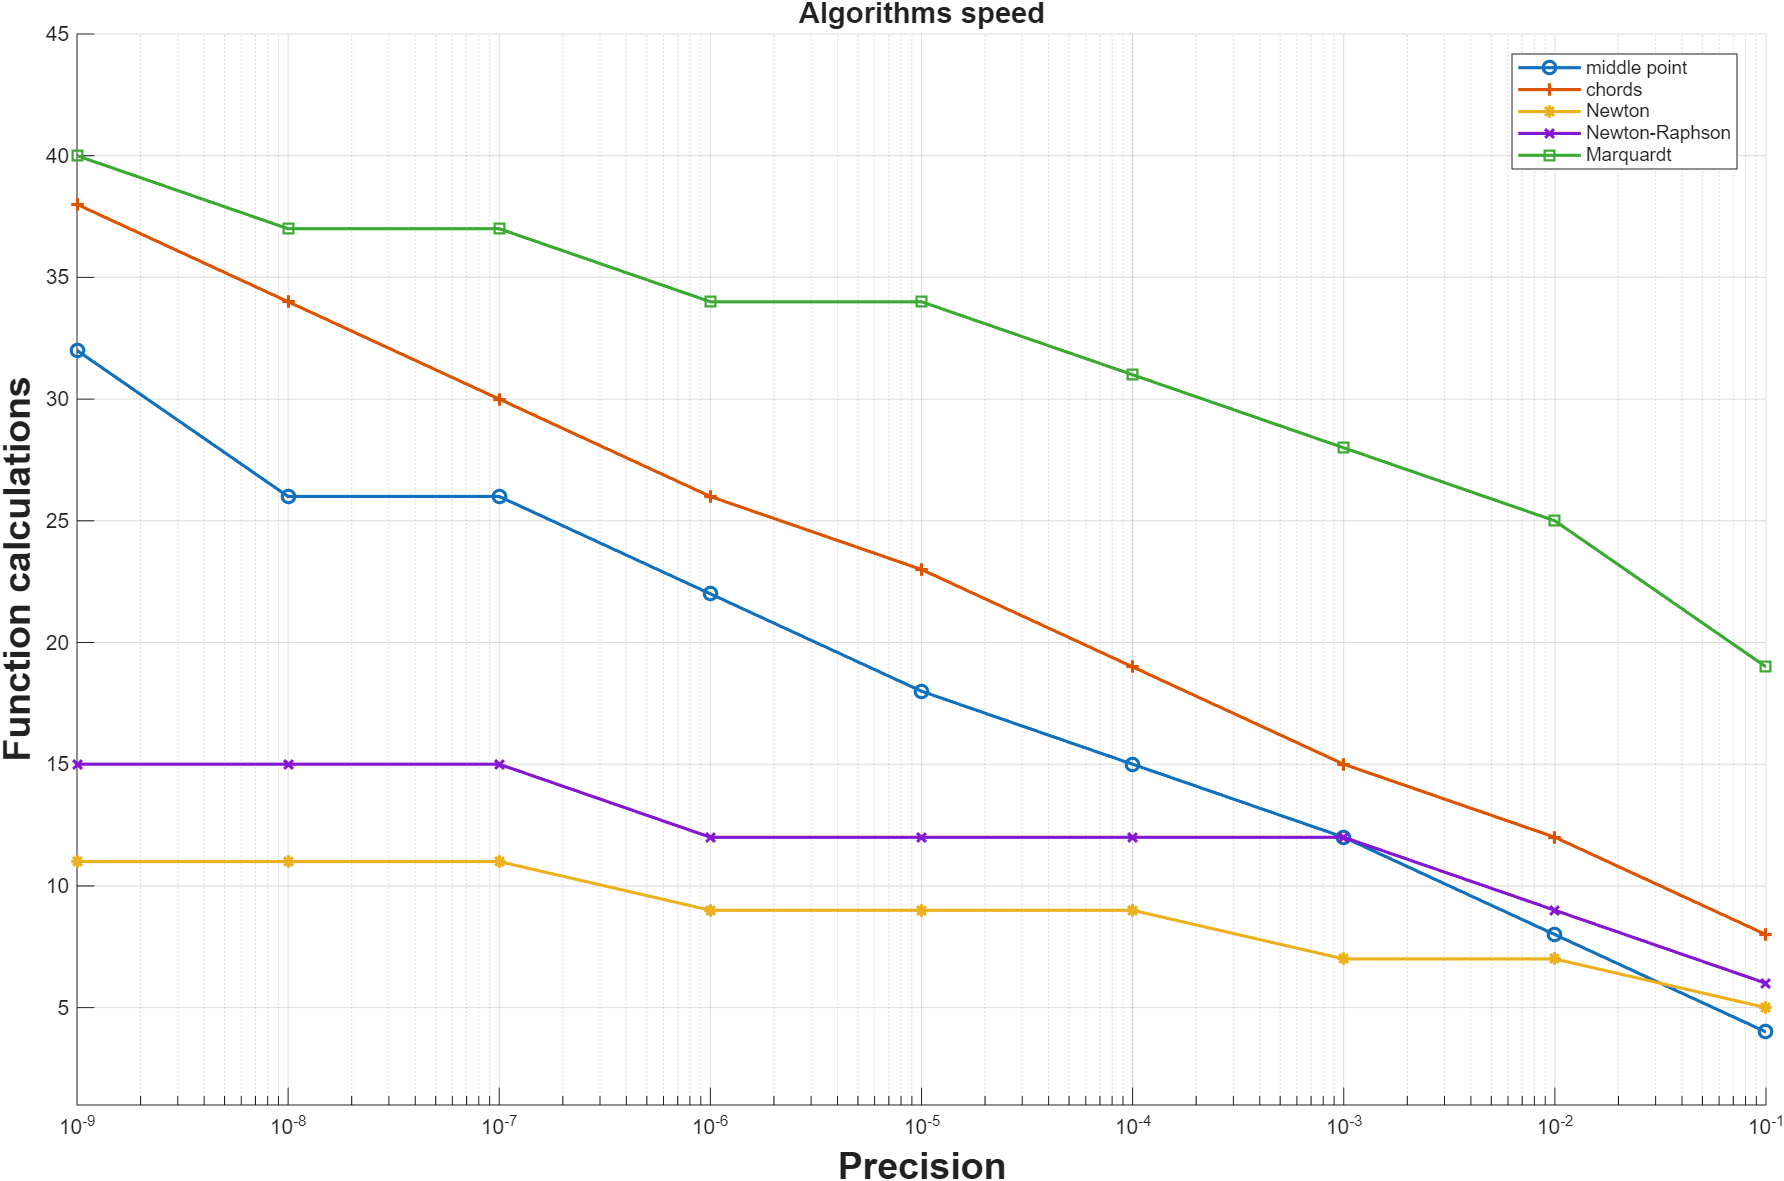 Algorithms speed
45
40
35
30
25
20
15
10
5
Function calculations
middle point
chords
Newton
Newton-Raphson
Marquardt
10⁻⁹ 10⁻⁸ 10⁻⁷ 10⁻⁶ 10⁻⁵ 10⁻⁴ 10⁻³ 10⁻² 10⁻¹
Precision